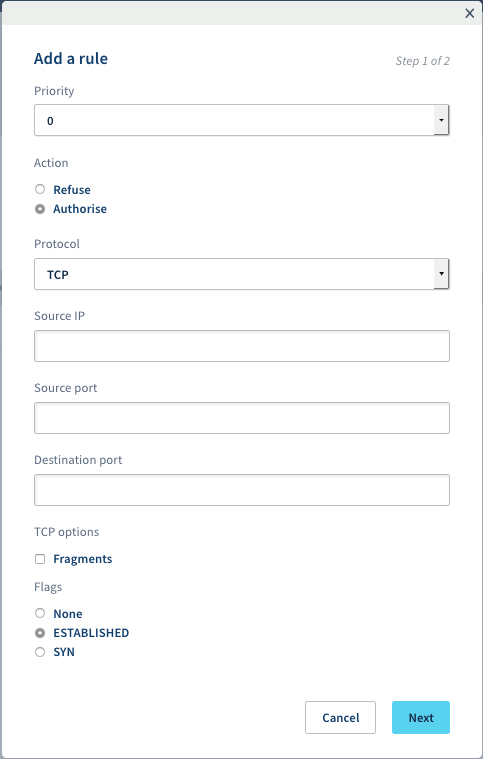 Add a rule
Step 1 of 2
Priority
0
Action
Refuse
Authorise
Protocol
TCP
Source IP
Source port
Destination port
TCP options
Fragments
Flags
None
ESTABLISHED
SYN
Cancel
Next